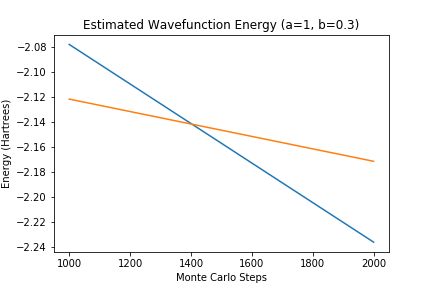 Estimated Wavefunction Energy (a=1, b=0.3)
Energy (Hartrees)
−2.08
−2.10
−2.12
−2.14
−2.16
−2.18
−2.20
−2.22
−2.24
1000 1200 1400 1600 1800 2000
Monte Carlo Steps